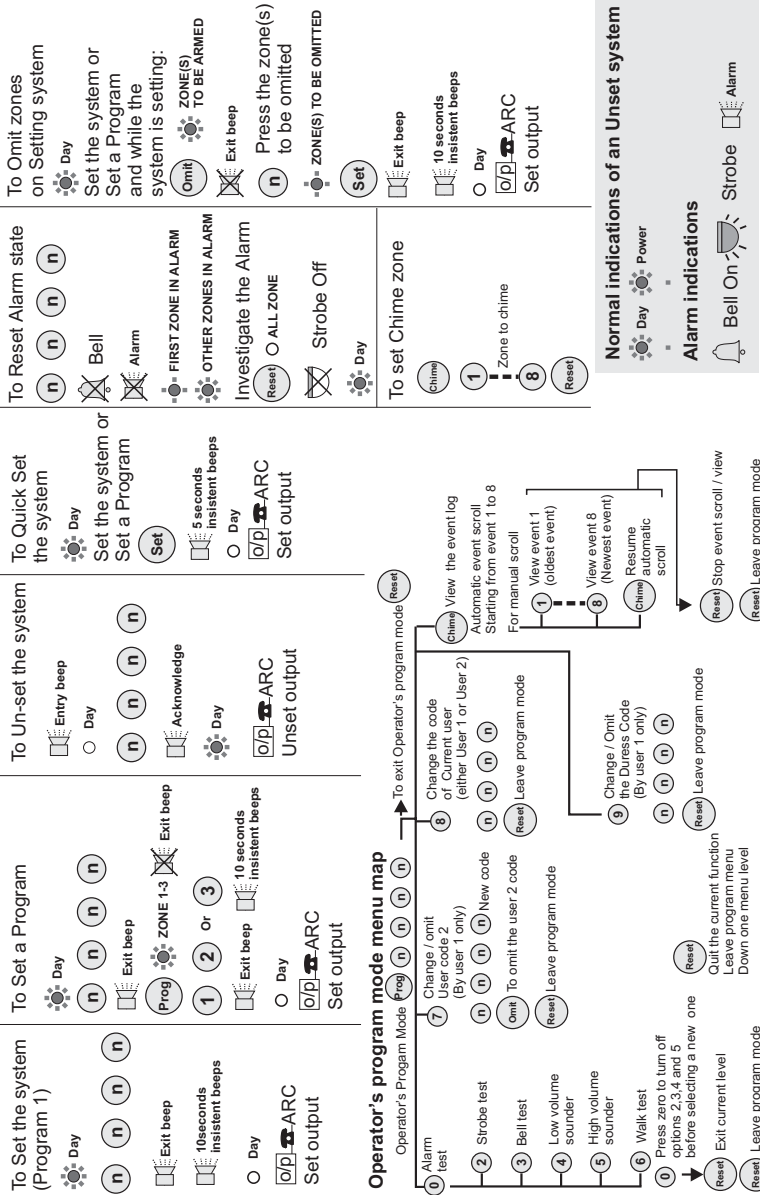 To Set the system
(Program 1)
Day
n n n n
Exit beep
10seconds
insistent beeps
Day
o/p ARC
Set output
To Set a Program
Day
n n n n
Exit beep
Prog ZONE 1-3 Exit beep
1 2 Or 3
Exit beep
10 seconds
insistent beeps
Day
o/p ARC
Set output
To Un-set the system
Entry beep
Day
n n n n
Acknowledge
Day
o/p ARC
Unset output
To Quick Set
the system
Day
Set the system or
Set a Program
Set
5 seconds
insistent beeps
Day
o/p ARC
Set output
To Reset Alarm state
n n n n
Bell
Alarm
FIRST ZONE IN ALARM
OTHER ZONES IN ALARM
Investigate the Alarm
Reset ALL ZONE
Strobe Off
Day
To set Chime zone
Chime
1
Zone to chime
8
Reset
To Omit zones
on Setting system
Day
Set the system or
Set a Program
and while the
system is setting:
Omit ZONE(S)
TO BE ARMED
Exit beep
n Press the zone(s)
to be omitted
ZONE(S) TO BE OMITTED
Set
Exit beep
10 seconds
insistent beeps
Day
o/p ARC
Set output
Operator's program mode menu map
Operator's Progam Mode Prog n n n n
To exit Operator's program mode Reset
0 Alarm
test
2 Strobe test
3 Bell test
4 Low volume
sounder
5 High volume
sounder
6 Walk test
0 Press zero to turn off
options 2,3,4 and 5
before selecting a new one
Reset Exit current level
Reset Leave program mode
7 Change / omit
User code 2
(By user 1 only)
n n n n New code
Omit To omit the user 2 code
Reset Leave program mode
Reset
Quit the current function
Leave program menu
Down one menu level
8 Change the code
of Current user
(either User 1 or User 2)
n n n n
Reset Leave program mode
9 Change / Omit
the Duress Code
(By user 1 only)
n n n n
Reset Leave program mode
Chime View the event log
Automatic event scroll
Starting from event 1 to 8
For manual scroll
1 View event 1
(oldest event)
8 View event 8
(Newest event)
Chime Resume
automatic
scroll
Reset Stop event scroll / view
Reset Leave program mode
Normal indications of an Unset system
Day Power
Alarm indications
Bell On Strobe Alarm